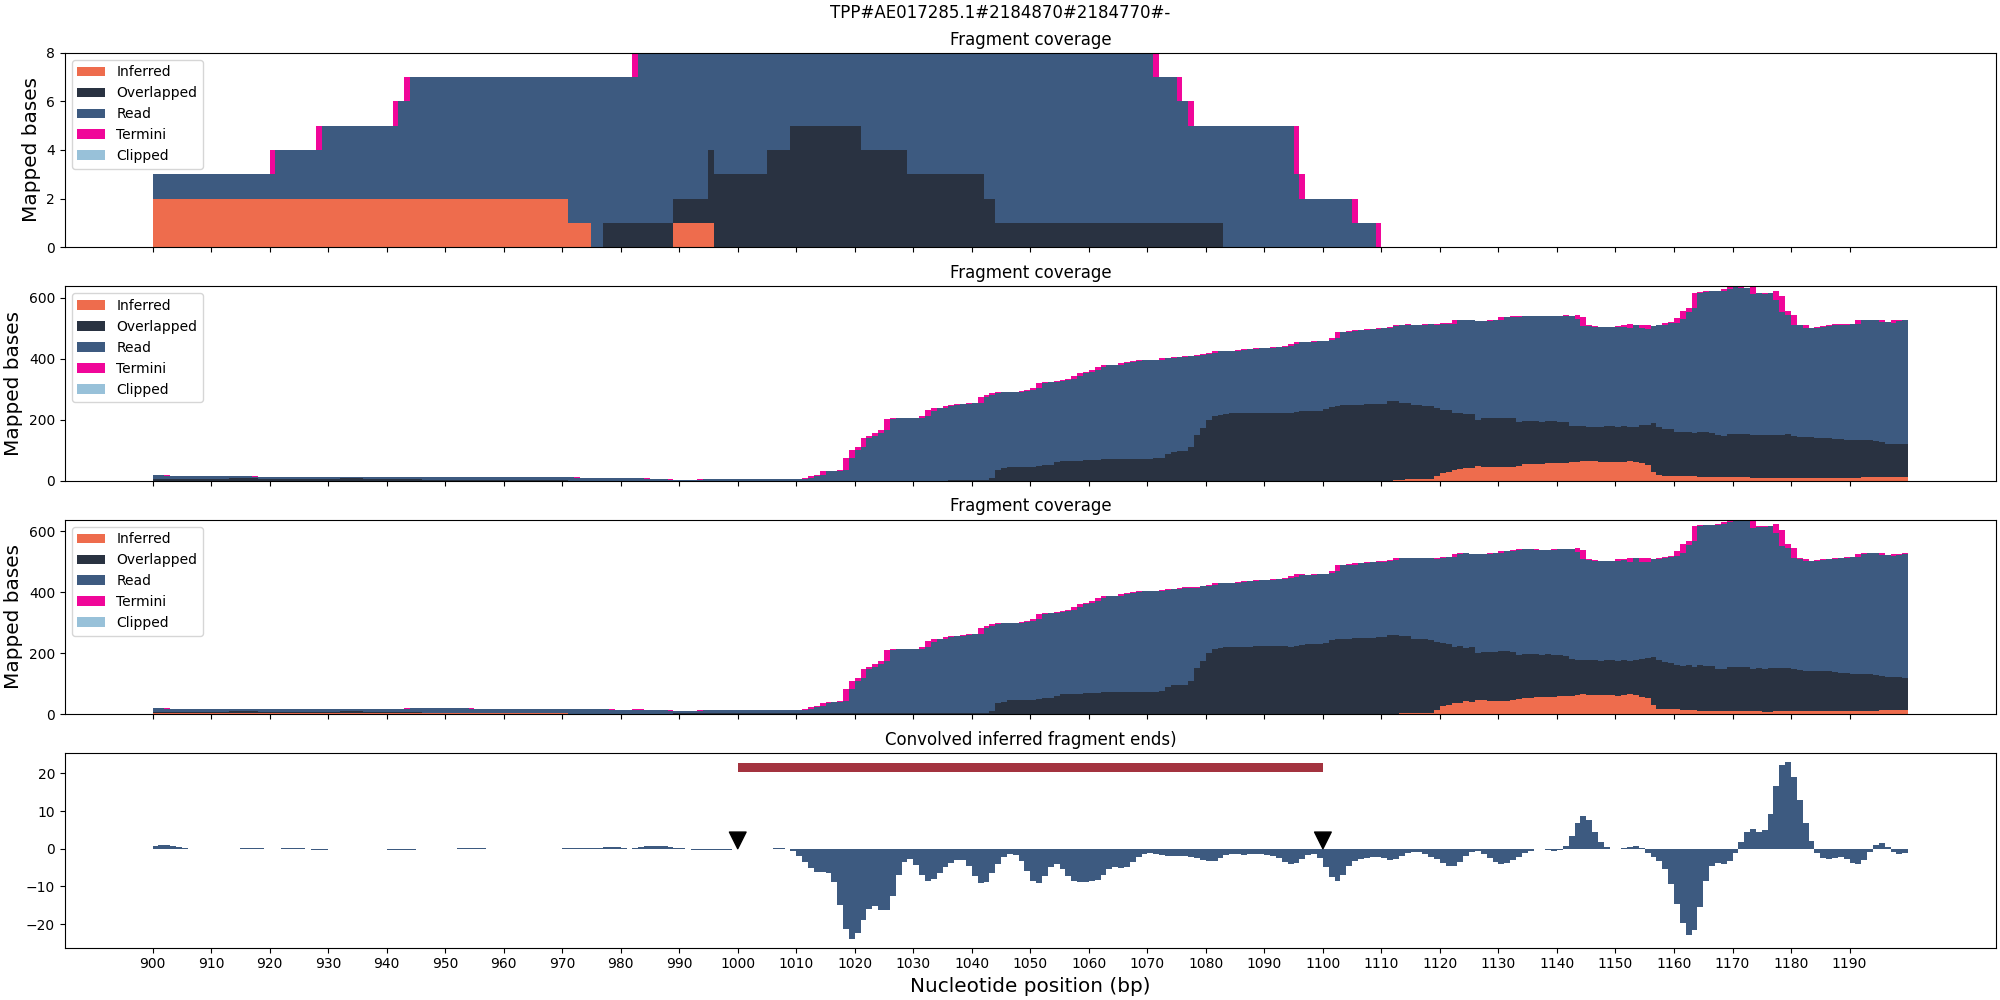 TPP#AE017285.1#2184870#2184770#-
Fragment coverage
Mapped bases
8
6
4
2
0
Inferred
Overlapped
Read
Termini
Clipped
Fragment coverage
Mapped bases
600
400
200
0
Inferred
Overlapped
Read
Termini
Clipped
Fragment coverage
Mapped bases
600
400
200
0
Inferred
Overlapped
Read
Termini
Clipped
Convolved inferred fragment ends)
20
10
0
−10
−20
900 910 920 930 940 950 960 970 980 990 1000 1010 1020 1030 1040 1050 1060 1070 1080 1090 1100 1110 1120 1130 1140 1150 1160 1170 1180 1190
Nucleotide position (bp)